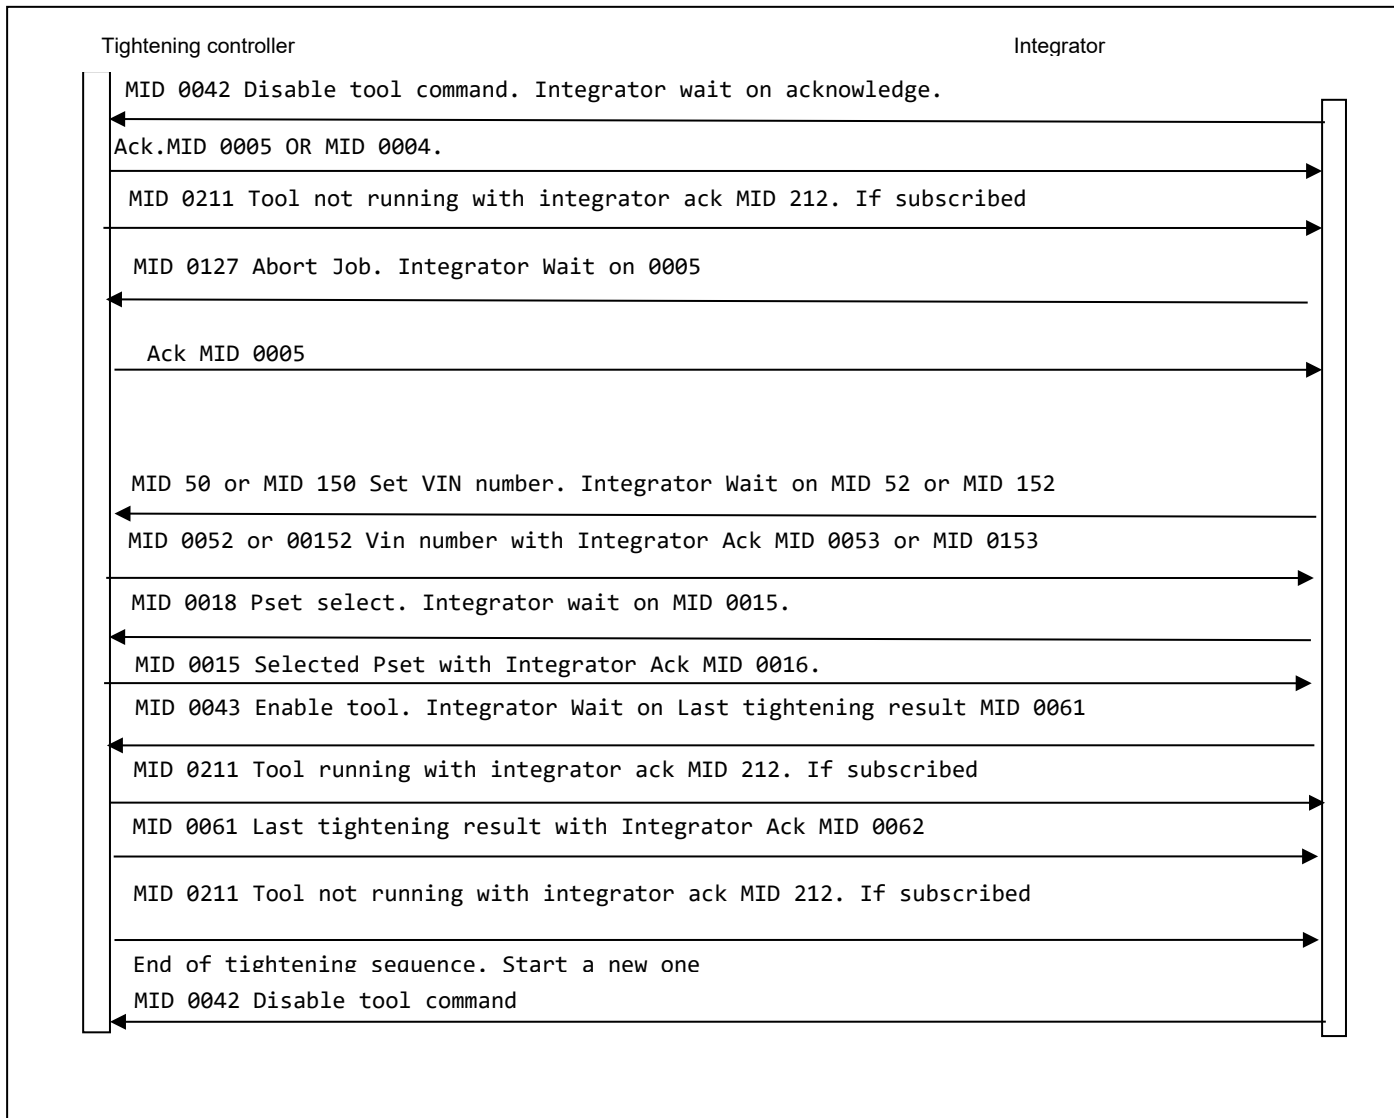 Tightening controller
Integrator
MID 0042 Disable tool command. Integrator wait on acknowledge.
Ack.MID 0005 OR MID 0004.
MID 0211 Tool not running with integrator ack MID 212. If subscribed
MID 0127 Abort Job. Integrator Wait on 0005
Ack MID 0005
MID 50 or MID 150 Set VIN number. Integrator Wait on MID 52 or MID 152
MID 0052 or 00152 Vin number with Integrator Ack MID 0053 or MID 0153
MID 0018 Pset select. Integrator wait on MID 0015.
MID 0015 Selected Pset with Integrator Ack MID 0016.
MID 0043 Enable tool. Integrator Wait on Last tightening result MID 0061
MID 0211 Tool running with integrator ack MID 212. If subscribed
MID 0061 Last tightening result with Integrator Ack MID 0062
MID 0211 Tool not running with integrator ack MID 212. If subscribed
End of tightening sequence. Start a new one
MID 0042 Disable tool command